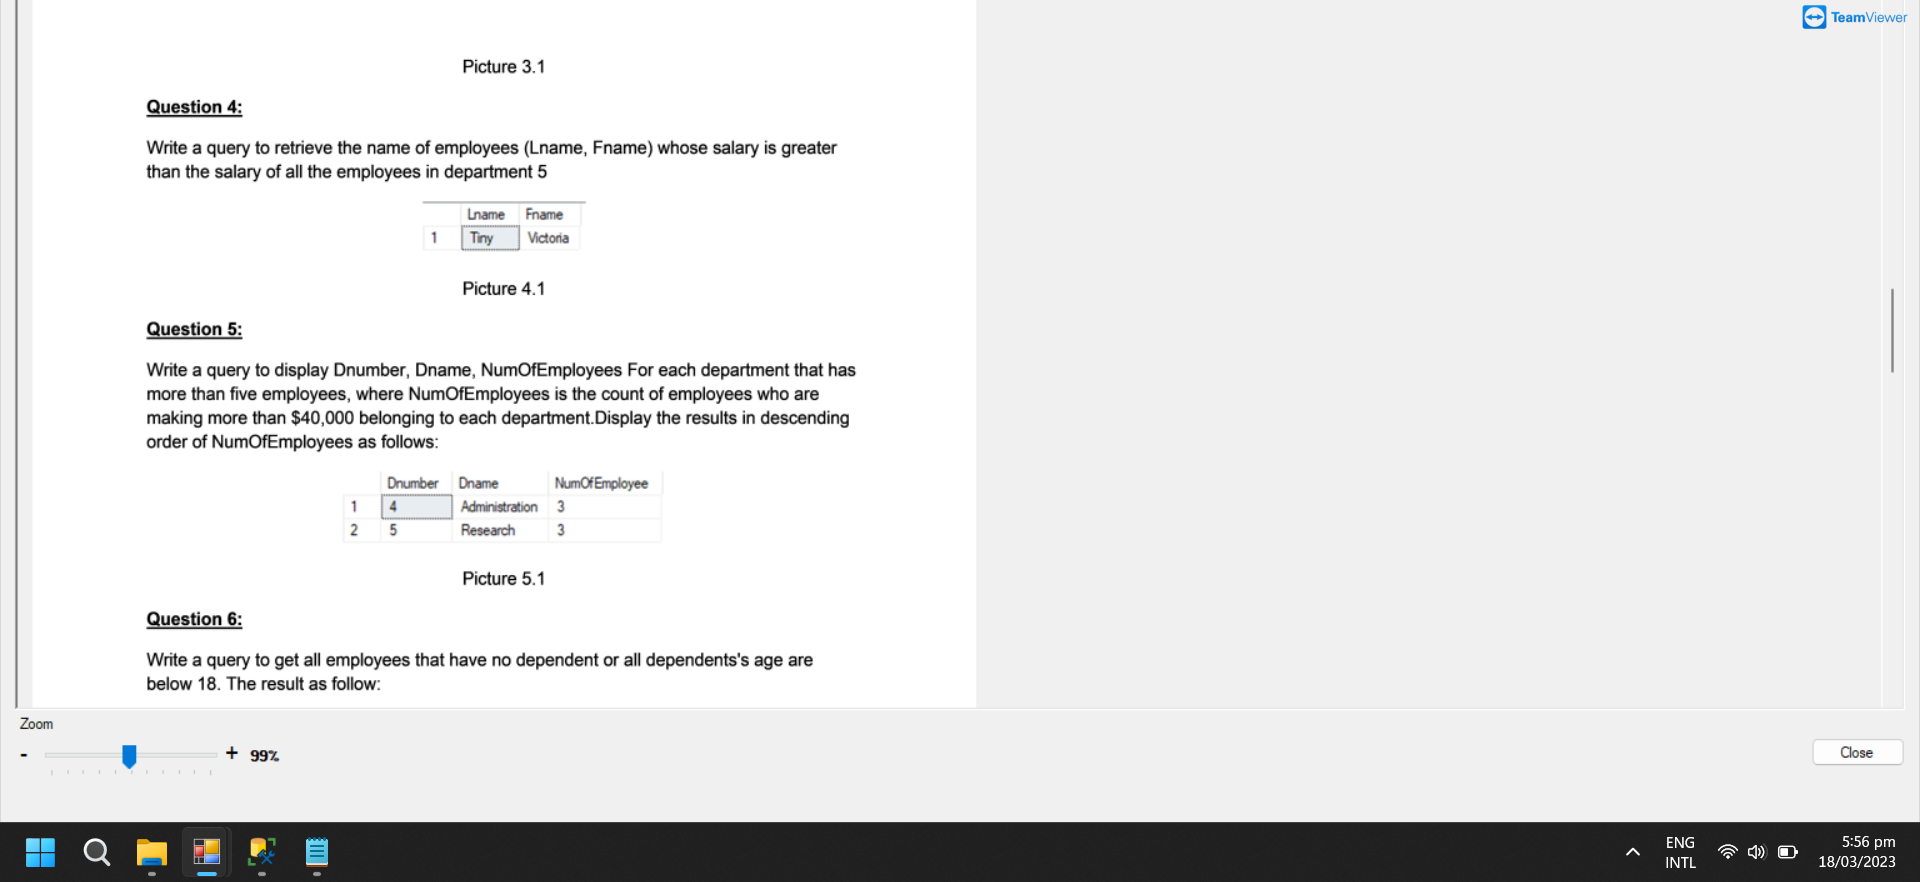 TeamViewer
Picture 3.1
Question 4:
Write a query to retrieve the name of employees (Lname, Fname) whose salary is greater
than the salary of all the employees in department 5
Lname Fname
1 Tiny Victoria
Picture 4.1
Question 5:
Write a query to display Dnumber, Dname, NumOfEmployees For each department that has
more than five employees, where NumOfEmployees is the count of employees who are
making more than $40,000 belonging to each department.Display the results in descending
order of NumOfEmployees as follows:
Dnumber Dname NumOfEmployee
1 4 Administration 3
2 5 Research 3
Picture 5.1
Question 6:
Write a query to get all employees that have no dependent or all dependents's age are
below 18. The result as follow:
Zoom
- + 99%
Close
ENG
INTL
5:56 pm
18/03/2023